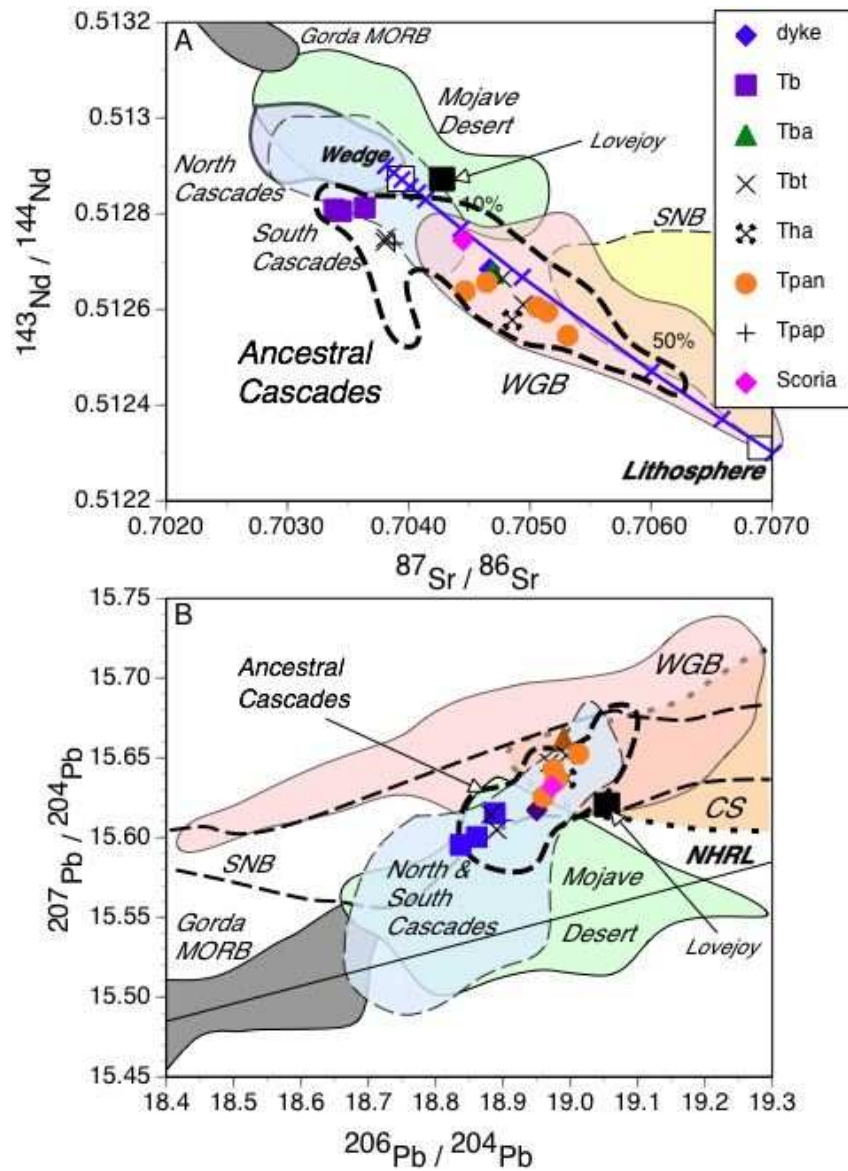 A
Gorda MORB
Mojave
Desert
Lovejoy
Wedge
North
Cascades
10%
SNB
South
Cascades
Ancestral
Cascades
WGB
50%
Lithosphere
0.5132
0.513
0.5128
0.5126
0.5124
0.5122
143Nd / 144Nd
0.702 0.7030 0.704 0.7050 0.706 0.7070
87Sr / 86Sr
dyke
Tb
Tba
Tbt
Tha
Tpan
Tpap
Scoria
B
Ancestral
Cascades
WGB
CS
NHRL
SNB
North &
South
Cascades
Mojave
Desert
Gorda
MORB
Lovejoy
15.75
15.70
15.65
15.60
15.55
15.50
15.45
207Pb / 204Pb
18.4 18.5 18.6 18.7 18.8 18.9 19.0 19.1 19.2 19.3
206Pb / 204Pb